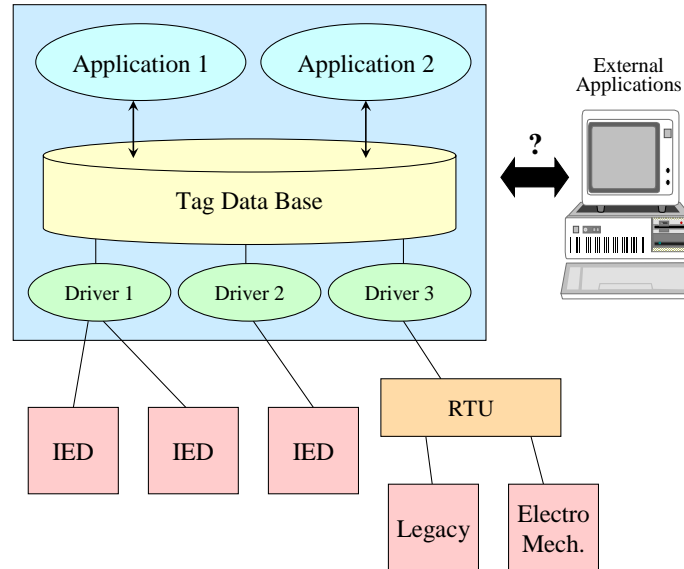 Application 1
Application 2
External
Applications
?
Tag Data Base
Driver 1
Driver 2
Driver 3
RTU
IED
IED
IED
Legacy
Electro
Mech.